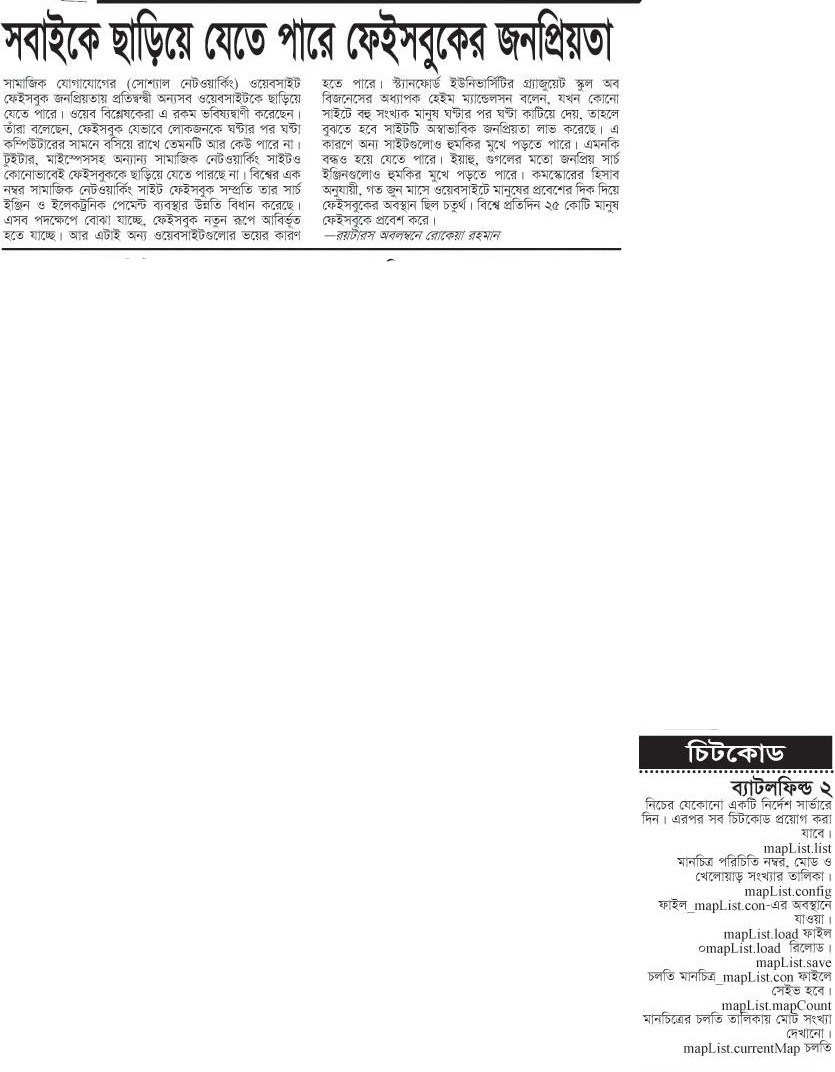 সবাইকে ছাড়িয়ে যেতে পারে ফেইসবুকের জনপ্রিয়তা
সামাজিক যোগাযোগের (সোশ্যাল নেটওয়ার্কিং) ওয়েবসাইট
ফেইসবুক জনপ্রিয়তায় প্রতিদ্বন্দ্বী অন্যসব ওয়েবসাইটকে ছাড়িয়ে
যেতে পারে। ওয়েব বিশ্লেষকেরা এ রকম ভবিষ্যদ্বাণী করেছেন।
তাঁরা বলেছেন, ফেইসবুক যেভাবে লোকজনকে ঘণ্টার পর ঘণ্টা
কম্পিউটারের সামনে বসিয়ে রাখে তেমনটি আর কেউ পারে না।
টুইটার, মাইস্পেসসহ অন্যান্য সামাজিক নেটওয়ার্কিং সাইটও
কোনোভাবেই ফেইসবুককে ছাড়িয়ে যেতে পারছে না। বিশ্বের এক
নম্বর সামাজিক নেটওয়ার্কিং সাইট ফেইসবুক সম্প্রতি তার সার্চ
ইঞ্জিন ও ইলেকট্রনিক পেমেন্ট ব্যবস্থার উন্নতি বিধান করেছে।
এসব পদক্ষেপে বোঝা যাচ্ছে, ফেইসবুক নতুন রূপে আবির্ভূত
হতে যাচ্ছে। আর এটাই অন্য ওয়েবসাইটগুলোর ভয়ের কারণ
হতে পারে। স্ট্যানফোর্ড ইউনিভার্সিটির গ্র্যাজুয়েট স্কুল অব
বিজনেসের অধ্যাপক হেইম ম্যান্ডেলসন বলেন, যখন কোনো
সাইটে বহু সংখ্যক মানুষ ঘণ্টার পর ঘণ্টা কাটিয়ে দেয়, তাহলে
বুঝতে হবে সাইটটি অস্বাভাবিক জনপ্রিয়তা লাভ করেছে। এ
কারণে অন্য সাইটগুলোও হুমকির মুখে পড়তে পারে। এমনকি
বন্ধও হয়ে যেতে পারে। ইয়াহু, গুগলের মতো জনপ্রিয় সার্চ
ইঞ্জিনগুলোও হুমকির মুখে পড়তে পারে। কমস্কোরের হিসাব
অনুযায়ী, গত জুন মাসে ওয়েবসাইটে মানুষের প্রবেশের দিক দিয়ে
ফেইসবুকের অবস্থান ছিল চতুর্থ। বিশ্বে প্রতিদিন ২৫ কোটি মানুষ
ফেইসবুকে প্রবেশ করে।
—রয়টারস অবলম্বনে রোকেয়া রহমান
চিটকোড
ব্যাটলফিল্ড ২
নিচের যেকোনো একটি নির্দেশ সার্ভারে
দিন। এরপর সব চিটকোড প্রয়োগ করা
যাবে।
mapList.list
মানচিত্র পরিচিতি নম্বর, মোড ও
খেলোয়াড় সংখ্যার তালিকা।
mapList.config
ফাইল_mapList.con-এর অবস্থানে
যাওয়া।
mapList.load ফাইল
০mapList.load রিলোড।
mapList.save
চলতি মানচিত্র_mapList.con ফাইলে
সেইভ হবে।
mapList.mapCount
মানচিত্রের চলতি তালিকায় মোট সংখ্যা
দেখানো।
mapList.currentMap চলতি